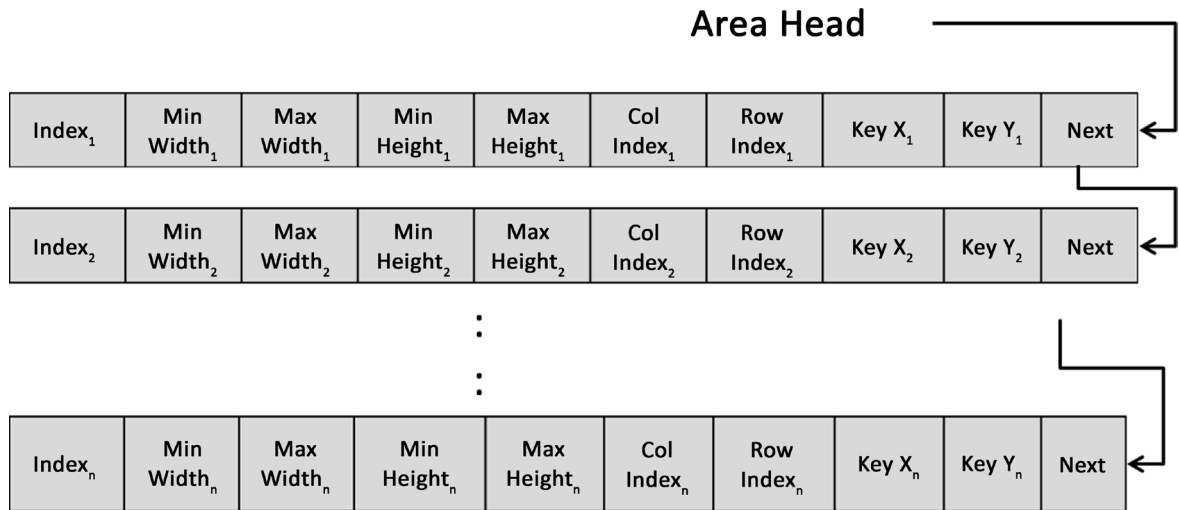 Area Head
Index₁ Min Width₁ Max Width₁ Min Height₁ Max Height₁ Col Index₁ Row Index₁ Key X₁ Key Y₁ Next
Index₂ Min Width₂ Max Width₂ Min Height₂ Max Height₂ Col Index₂ Row Index₂ Key X₂ Key Y₂ Next
:
:
Indexₙ Min Widthₙ Max Widthₙ Min Heightₙ Max Heightₙ Col Indexₙ Row Indexₙ Key Xₙ Key Yₙ Next